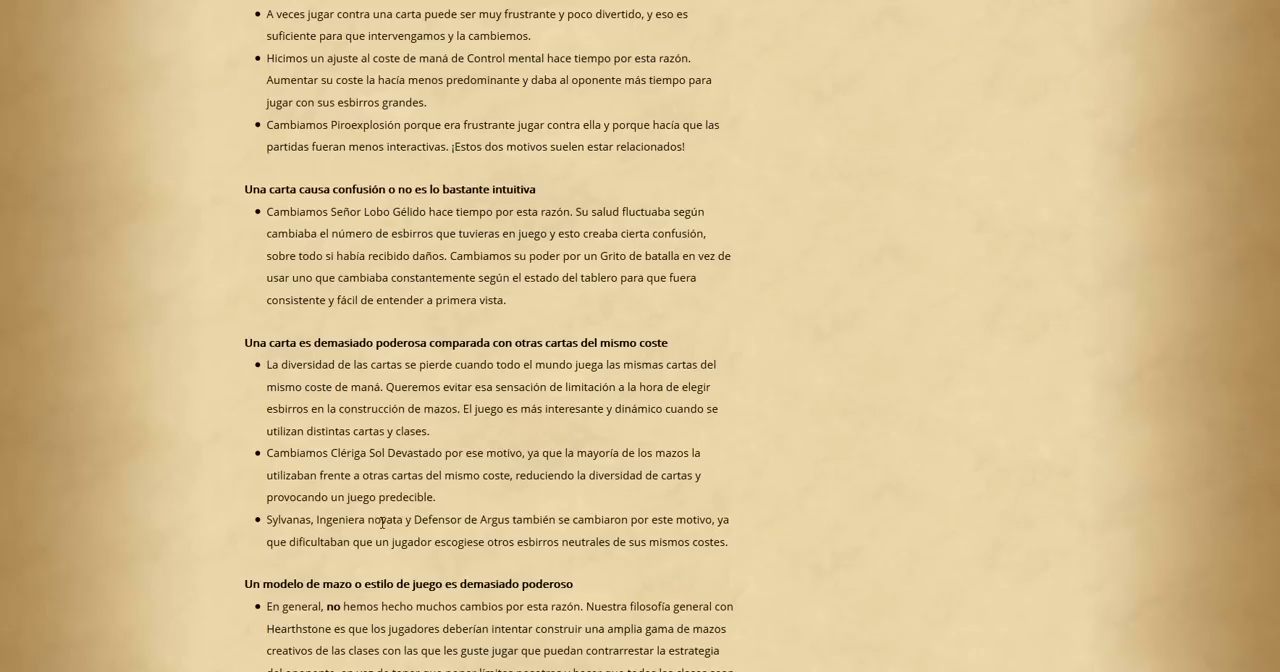 A veces jugar contra una carta puede ser muy frustrante y poco divertido, y eso es
suficiente para que intervengamos y la cambiemos.
Hicimos un ajuste al coste de maná de Control mental hace tiempo por esta razón.
Aumentar su coste la hacía menos predominante y daba al oponente más tiempo para
jugar con sus esbirros grandes.
Cambiamos Piroexplosión porque era frustrante jugar contra ella y porque hacía que las
partidas fueran menos interactivas. ¡Estos dos motivos suelen estar relacionados!
Una carta causa confusión o no es lo bastante intuitiva
Cambiamos Señor Lobo Gélido hace tiempo por esta razón. Su salud fluctuaba según
cambiaba el número de esbirros que tuvieras en juego y esto creaba cierta confusión,
sobre todo si había recibido daños. Cambiamos su poder por un Grito de batalla en vez de
usar uno que cambiaba constantemente según el estado del tablero para que fuera
consistente y fácil de entender a primera vista.
Una carta es demasiado poderosa comparada con otras cartas del mismo coste
La diversidad de las cartas se pierde cuando todo el mundo juega las mismas cartas del
mismo coste de maná. Queremos evitar esa sensación de limitación a la hora de elegir
esbirros en la construcción de mazos. El juego es más interesante y dinámico cuando se
utilizan distintas cartas y clases.
Cambiamos Clériga Sol Devastado por ese motivo, ya que la mayoría de los mazos la
utilizaban frente a otras cartas del mismo coste, reduciendo la diversidad de cartas y
provocando un juego predecible.
Sylvanas, Ingeniera novata y Defensor de Argus también se cambiaron por este motivo, ya
que dificultaban que un jugador escogiese otros esbirros neutrales de sus mismos costes.
Un modelo de mazo o estilo de juego es demasiado poderoso
En general, no hemos hecho muchos cambios por esta razón. Nuestra filosofía general con
Hearthstone es que los jugadores deberían intentar construir una amplia gama de mazos
creativos de las clases con las que les guste jugar que puedan contrarrestar la estrategia